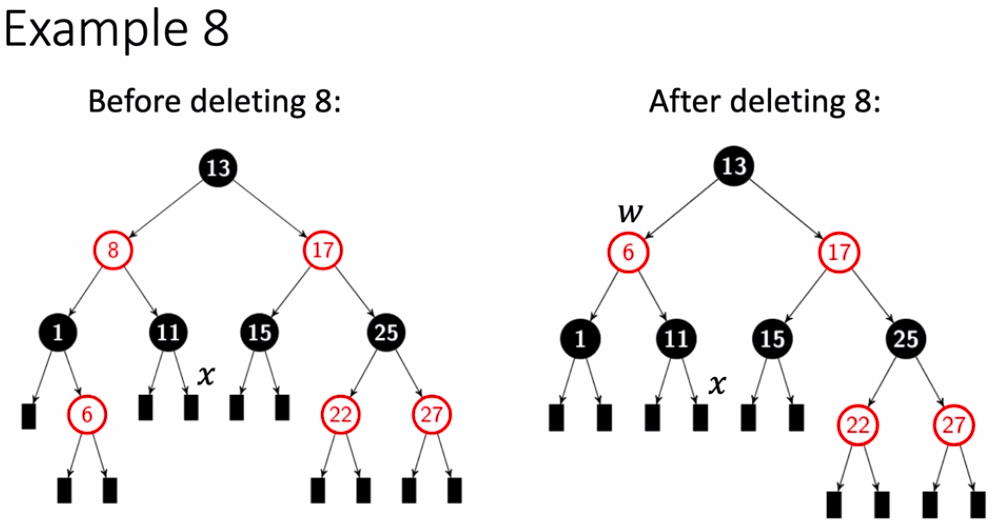 Example 8
Before deleting 8:
13
8 17
1 11 15 25
x
6 22 27
After deleting 8:
13
w
6 17
1 11 15 25
x
22 27